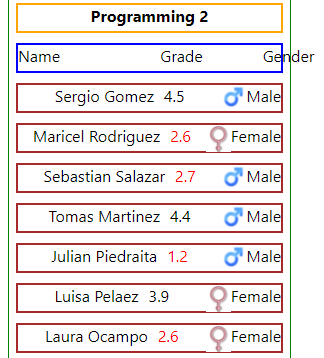 Programming 2
Name Grade Gender
Sergio Gomez 4.5 Male
Maricel Rodriguez 2.6 Female
Sebastian Salazar 2.7 Male
Tomas Martinez 4.4 Male
Julian Piedraita 1.2 Male
Luisa Pelaez 3.9 Female
Laura Ocampo 2.6 Female